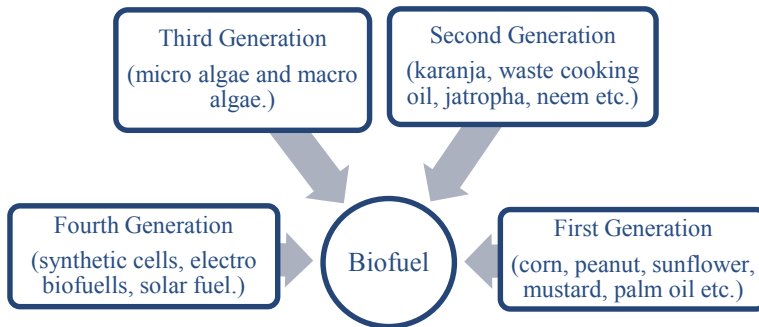 Third Generation
(micro algae and macro
algae.)
Second Generation
(karanja, waste cooking
oil, jatropha, neem etc.)
Fourth Generation
(synthetic cells, electro
biofuells, solar fuel.)
Biofuel
First Generation
(corn, peanut, sunflower,
mustard, palm oil etc.)